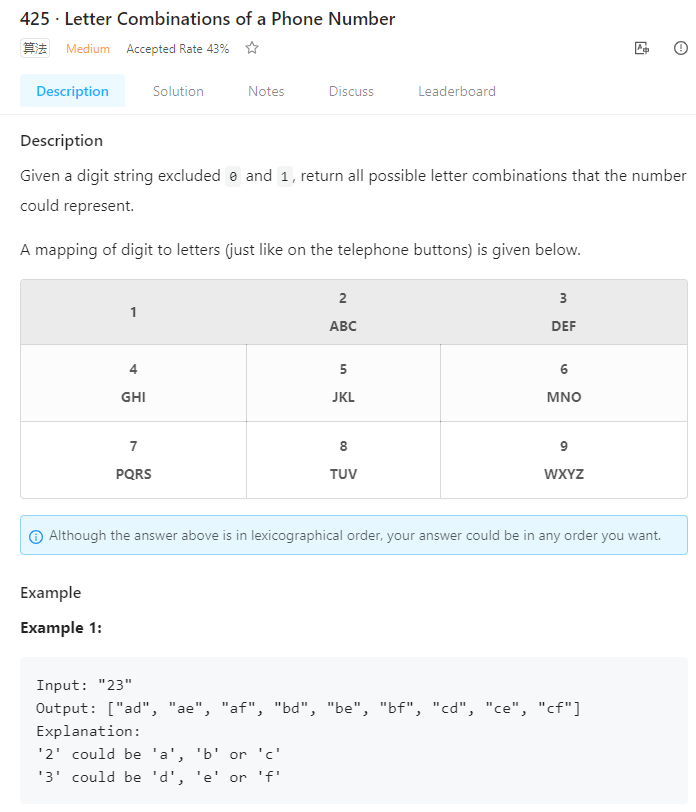 425 · Letter Combinations of a Phone Number
算法 Medium Accepted Rate 43%
Description Solution Notes Discuss Leaderboard
Description
Given a digit string excluded 0 and 1, return all possible letter combinations that the number
could represent.
A mapping of digit to letters (just like on the telephone buttons) is given below.
1 2 3
ABC DEF
4 5 6
GHI JKL MNO
7 8 9
PQRS TUV WXYZ
Although the answer above is in lexicographical order, your answer could be in any order you want.
Example
Example 1:
Input: "23"
Output: ["ad", "ae", "af", "bd", "be", "bf", "cd", "ce", "cf"]
Explanation:
'2' could be 'a', 'b' or 'c'
'3' could be 'd', 'e' or 'f'